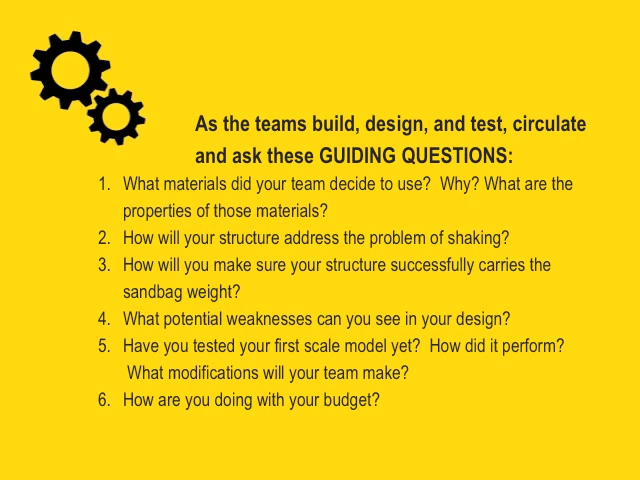 As the teams build, design, and test, circulate
and ask these GUIDING QUESTIONS:
1. What materials did your team decide to use?  Why? What are the
properties of those materials?
2. How will your structure address the problem of shaking?
3. How will you make sure your structure successfully carries the
sandbag weight?
4. What potential weaknesses can you see in your design?
5. Have you tested your first scale model yet?  How did it perform?
What modifications will your team make?
6. How are you doing with your budget?